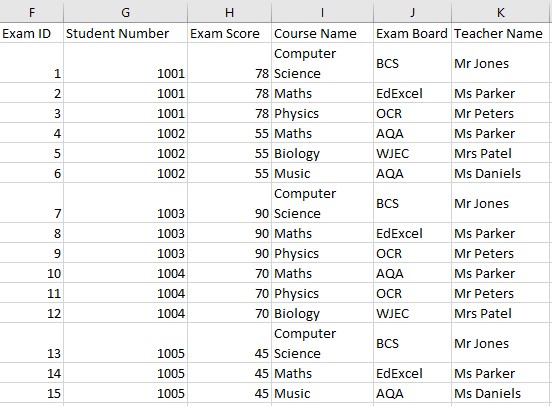 F G H I J K
Exam ID Student Number Exam Score Course Name Exam Board Teacher Name
1 1001 78 Computer Science BCS Mr Jones
2 1001 78 Maths EdExcel Ms Parker
3 1001 78 Physics OCR Mr Peters
4 1002 55 Maths AQA Ms Parker
5 1002 55 Biology WJEC Mrs Patel
6 1002 55 Music AQA Ms Daniels
7 1003 90 Computer Science BCS Mr Jones
8 1003 90 Maths EdExcel Ms Parker
9 1003 90 Physics OCR Mr Peters
10 1004 70 Maths AQA Ms Parker
11 1004 70 Physics OCR Mr Peters
12 1004 70 Biology WJEC Mrs Patel
13 1005 45 Computer Science BCS Mr Jones
14 1005 45 Maths EdExcel Ms Parker
15 1005 45 Music AQA Ms Daniels